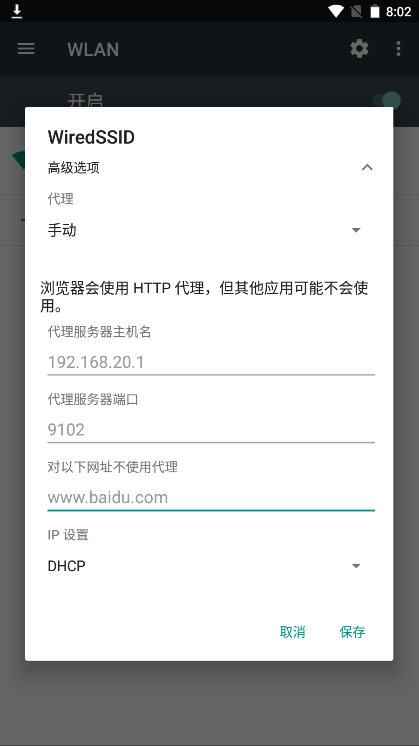 8:02
WLAN
开启
WiredSSID
高级选项
代理
手动
浏览器会使用 HTTP 代理，但其他应用可能不会使
用。
代理服务器主机名
192.168.20.1
代理服务器端口
9102
对以下网址不使用代理
www.baidu.com
IP 设置
DHCP
取消
保存